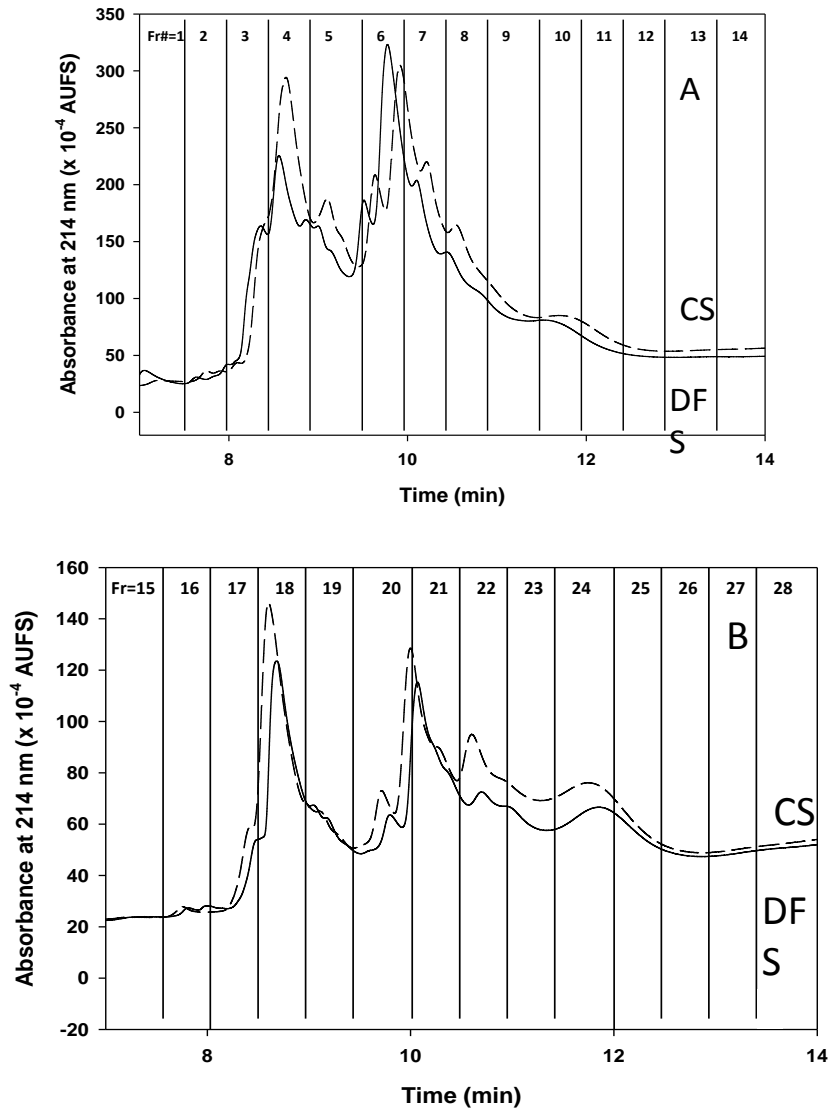 350
300
250
200
150
100
50
0
Absorbance at 214 nm (x 10⁻⁴ AUFS)
Fr#=1 2 3 4 5 6 7 8 9 10 11 12 13 14
A
CS
DF
S
8 10 12 14
Time (min)
160
140
120
100
80
60
40
20
0
-20
Absorbance at 214 nm (x 10⁻⁴ AUFS)
Fr=15 16 17 18 19 20 21 22 23 24 25 26 27 28
B
CS
DF
S
8 10 12 14
Time (min)